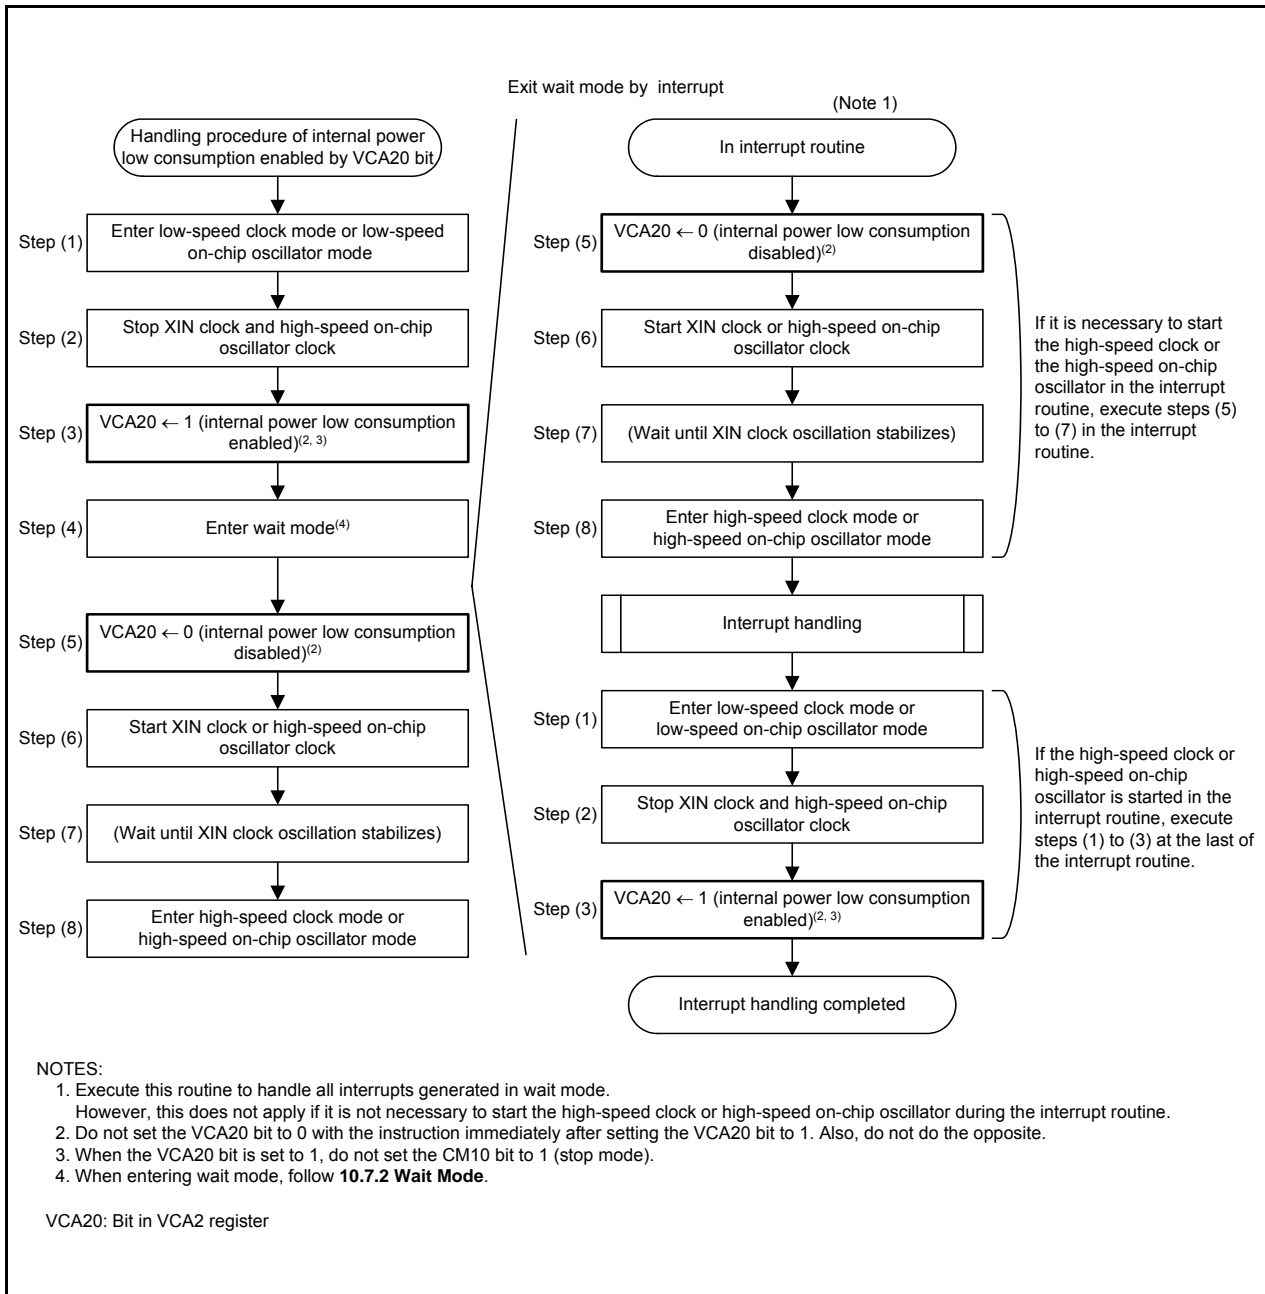 Exit wait mode by interrupt
(Note 1)
Handling procedure of internal power
low consumption enabled by VCA20 bit
Step (1)
Enter low-speed clock mode or low-speed
on-chip oscillator mode
Step (2)
Stop XIN clock and high-speed on-chip
oscillator clock
Step (3)
VCA20 ← 1 (internal power low consumption
enabled)(2, 3)
Step (4)
Enter wait mode(4)
Step (5)
VCA20 ← 0 (internal power low consumption
disabled)(2)
Step (6)
Start XIN clock or high-speed on-chip
oscillator clock
Step (7)
(Wait until XIN clock oscillation stabilizes)
Step (8)
Enter high-speed clock mode or
high-speed on-chip oscillator mode
In interrupt routine
Step (5)
VCA20 ← 0 (internal power low consumption
disabled)(2)
Step (6)
Start XIN clock or high-speed on-chip
oscillator clock
Step (7)
(Wait until XIN clock oscillation stabilizes)
Step (8)
Enter high-speed clock mode or
high-speed on-chip oscillator mode
If it is necessary to start
the high-speed clock or
the high-speed on-chip
oscillator in the interrupt
routine, execute steps (5)
to (7) in the interrupt
routine.
Interrupt handling
Step (1)
Enter low-speed clock mode or
low-speed on-chip oscillator mode
Step (2)
Stop XIN clock and high-speed on-chip
oscillator clock
Step (3)
VCA20 ← 1 (internal power low consumption
enabled)(2, 3)
If the high-speed clock or
high-speed on-chip
oscillator is started in the
interrupt routine, execute
steps (1) to (3) at the last of
the interrupt routine.
Interrupt handling completed
NOTES:
1. Execute this routine to handle all interrupts generated in wait mode.
However, this does not apply if it is not necessary to start the high-speed clock or high-speed on-chip oscillator during the interrupt routine.
2. Do not set the VCA20 bit to 0 with the instruction immediately after setting the VCA20 bit to 1. Also, do not do the opposite.
3. When the VCA20 bit is set to 1, do not set the CM10 bit to 1 (stop mode).
4. When entering wait mode, follow 10.7.2 Wait Mode.
VCA20: Bit in VCA2 register